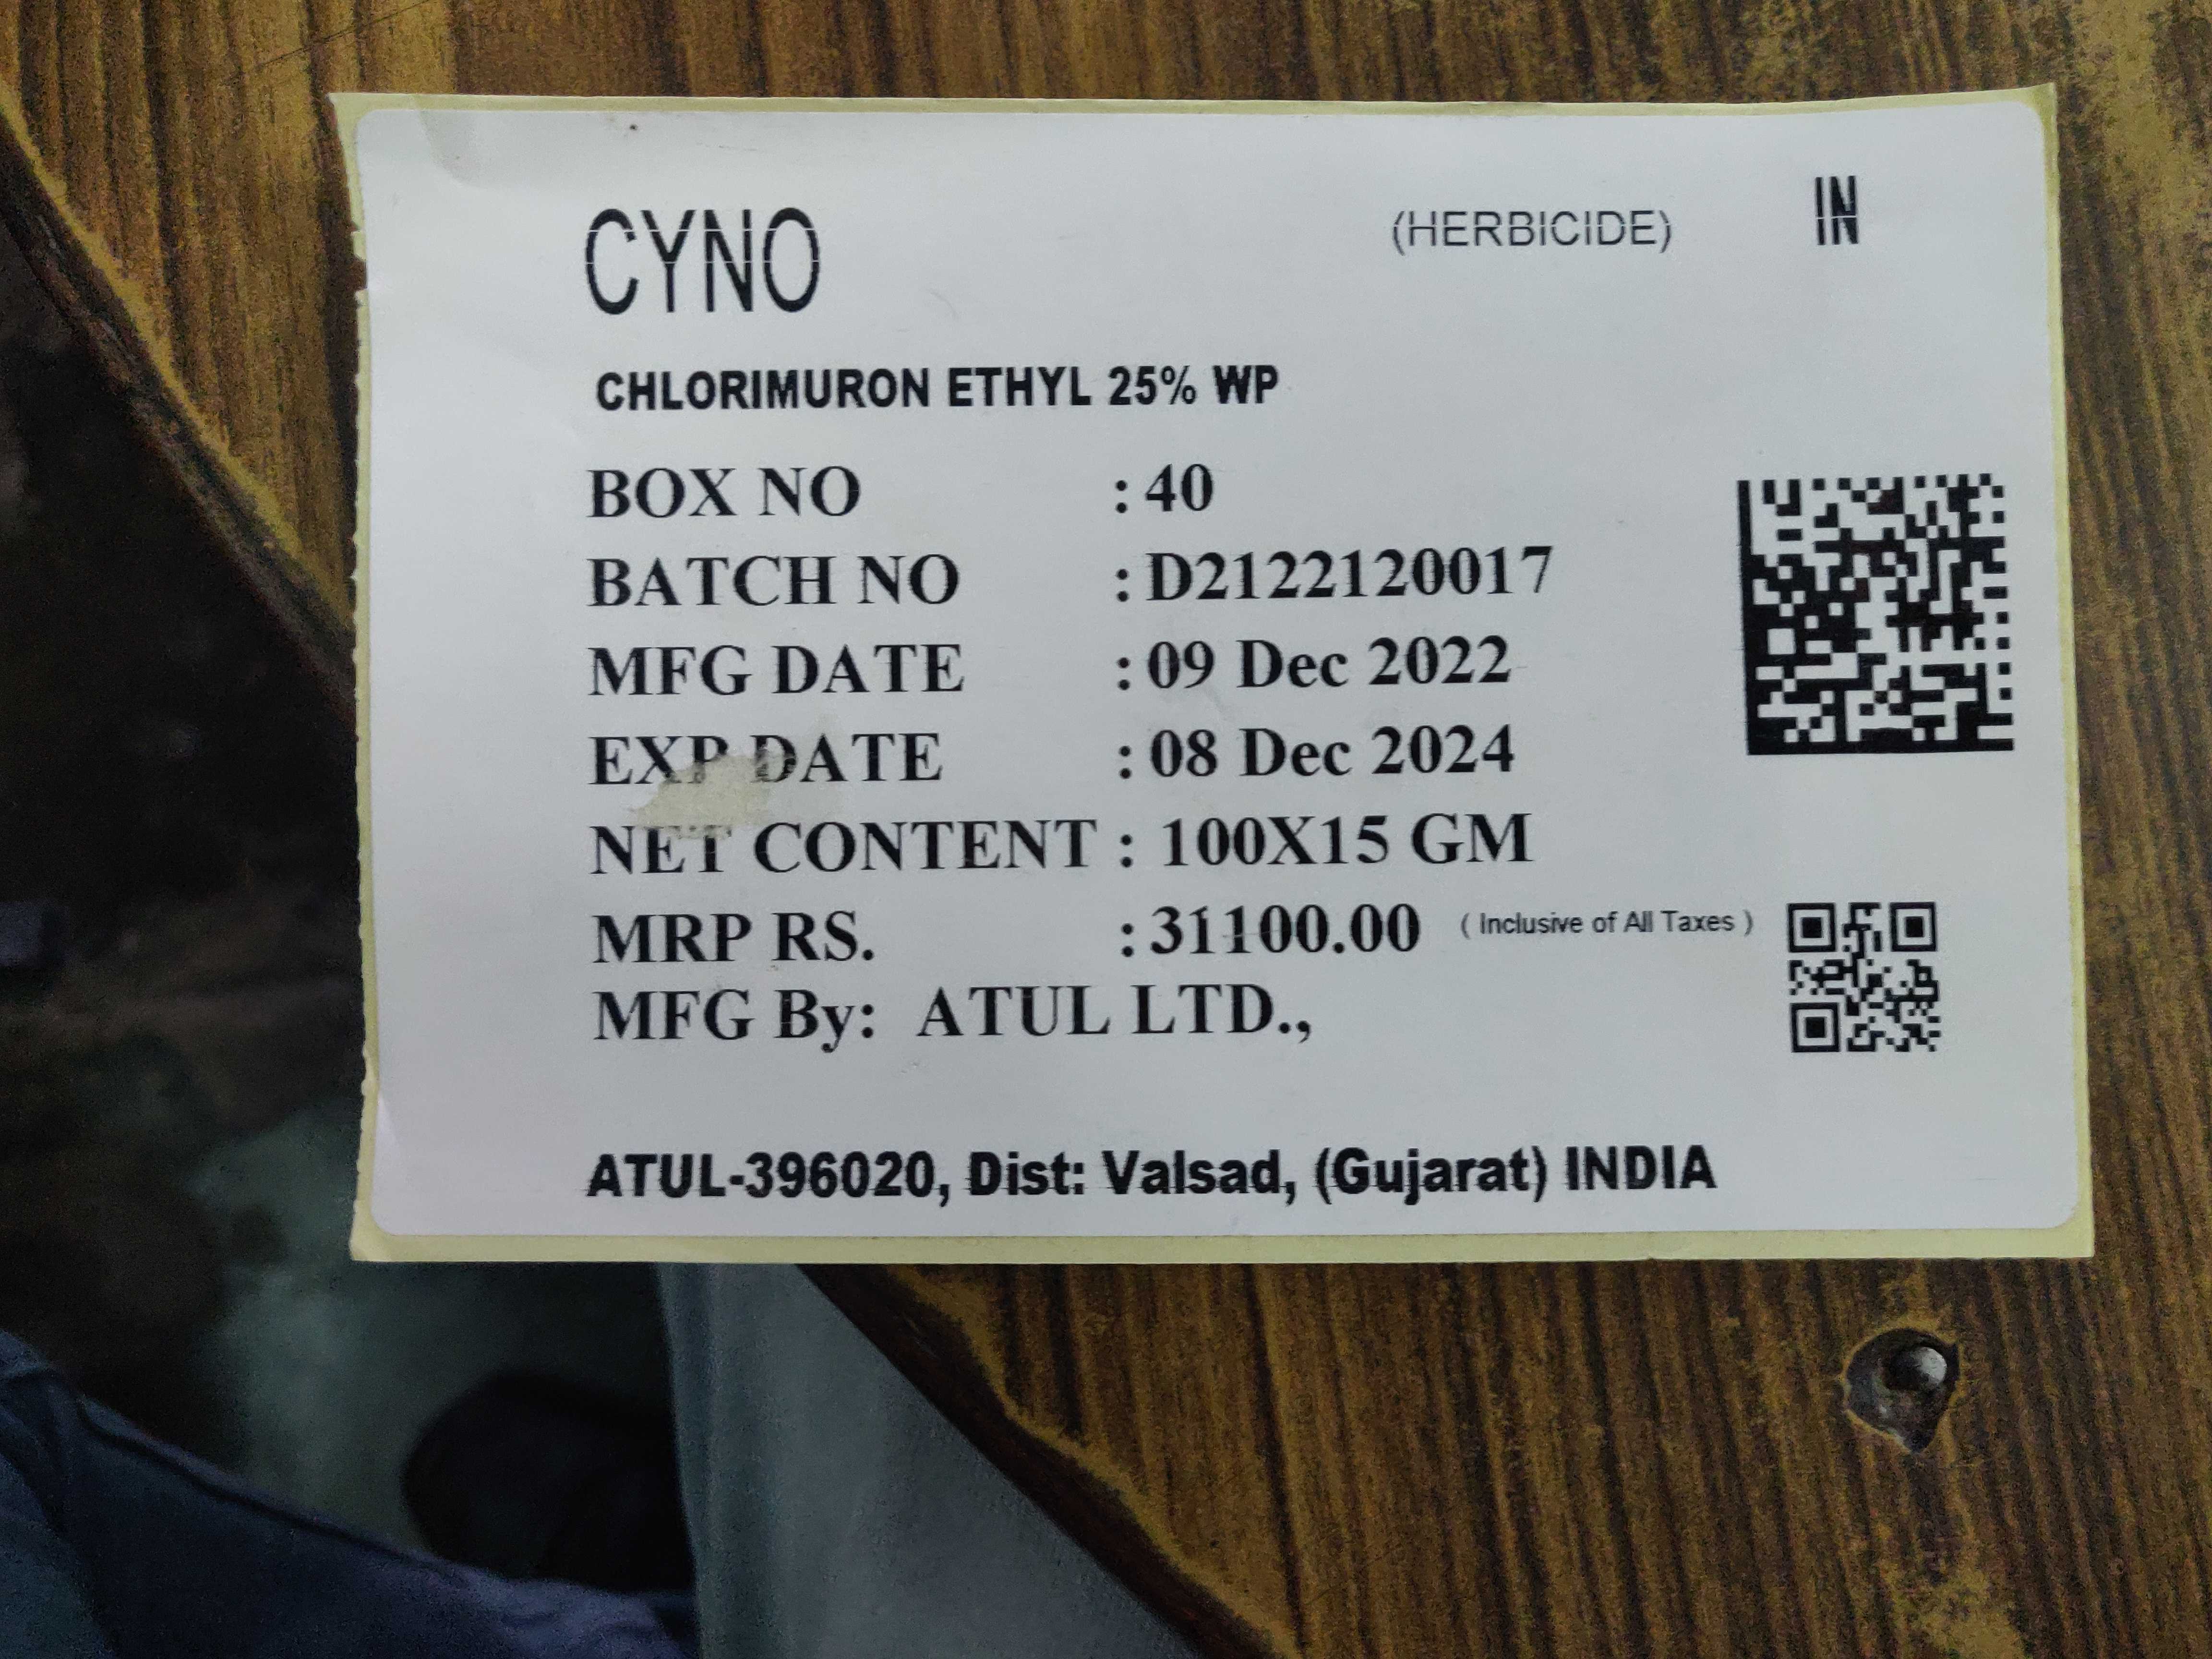 CYNO (HERBICIDE) IN
CHLORIMURON ETHYL 25% WP
BOX NO : 40
BATCH NO : D2122120017
MFG DATE : 09 Dec 2022
EXP DATE : 08 Dec 2024
NET CONTENT : 100X15 GM
MRP RS. : 31100.00 ( Inclusive of All Taxes )
MFG By: ATUL LTD.,
ATUL-396020, Dist: Valsad, (Gujarat) INDIA